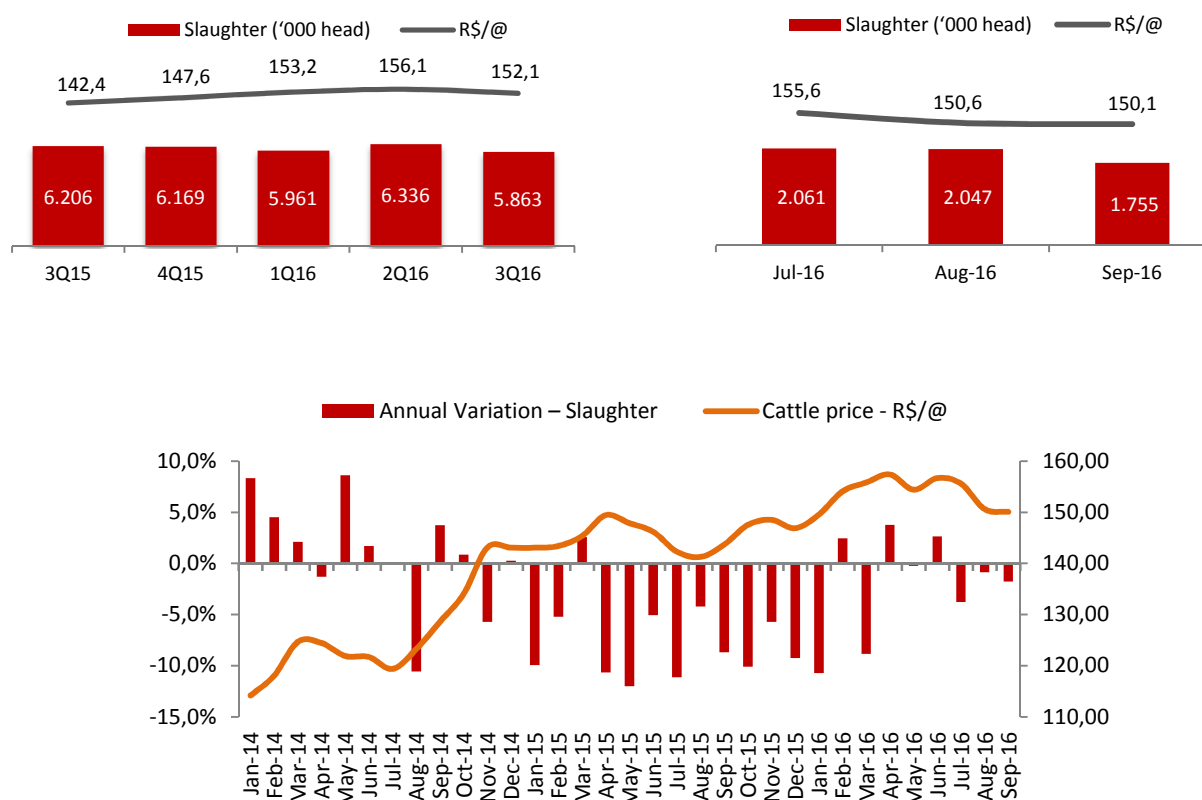 Slaughter (‘000 head) R$/@
142,4 147,6 153,2 156,1 152,1
6.206 6.169 5.961 6.336 5.863
3Q15 4Q15 1Q16 2Q16 3Q16
Slaughter (‘000 head) R$/@
155,6 150,6 150,1
2.061 2.047 1.755
Jul-16 Aug-16 Sep-16
Annual Variation – Slaughter Cattle price - R$/@
10,0% 160,00
5,0% 150,00
0,0% 140,00
-5,0% 130,00
-10,0% 120,00
-15,0% 110,00
Jan-14
Feb-14
Mar-14
Apr-14
May-14
Jun-14
Jul-14
Aug-14
Sep-14
Oct-14
Nov-14
Dec-14
Jan-15
Feb-15
Mar-15
Apr-15
May-15
Jun-15
Jul-15
Aug-15
Sep-15
Oct-15
Nov-15
Dec-15
Jan-16
Feb-16
Mar-16
Apr-16
May-16
Jun-16
Jul-16
Aug-16
Sep-16